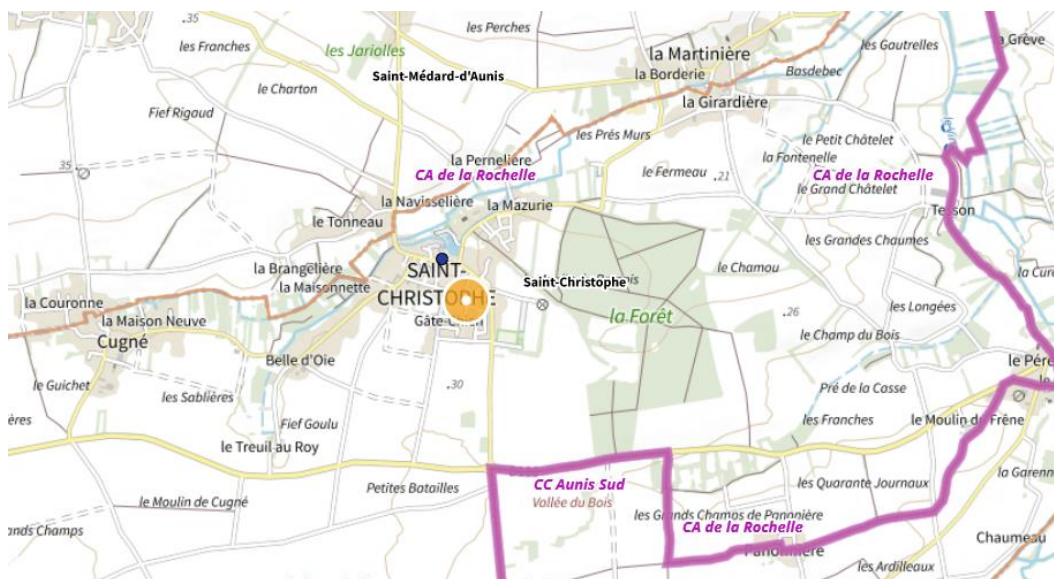 .35
les Franches
les Perches
les Gautrelles
la Grève
les Jariolles
la Martinière
Saint-Médard-d'Aunis
la Borderie
Basdebec
le Charton
la Girardière
Fief Rigaud
les Prés Murs
le Petit Châtelet
35
la Pernelière
la Fontenelle
CA de la Rochelle
le Fermeau
.21
CA de la Rochelle
le Grand Châtelet
la Navisselière
la Mazurie
Tesson
le Tonneau
les Grandes Chaumes
la Brangelière
SAINT-
CHRISTOPHE
le Chamou
la Maisonnette
Saint-Christophe
la Couronne
la Maison Neuve
les Longées
Gâte-Chien
la Forêt
.26
Cugné
le Champ du Bois
Belle d'Oie
le Guichet
.30
Pré de la Casse
les Sablières
les Franches
le Moulin du Frêne
Fief Goulu
le Treuil au Roy
Petites Batailles
CC Aunis Sud
les Quarante Journaux
la Garenn
le Moulin de Cugné
Vallée du Bois
les Grands Champs de Pannonière
ands Champs
CA de la Rochelle
Chaumeau
les Ardilleaux